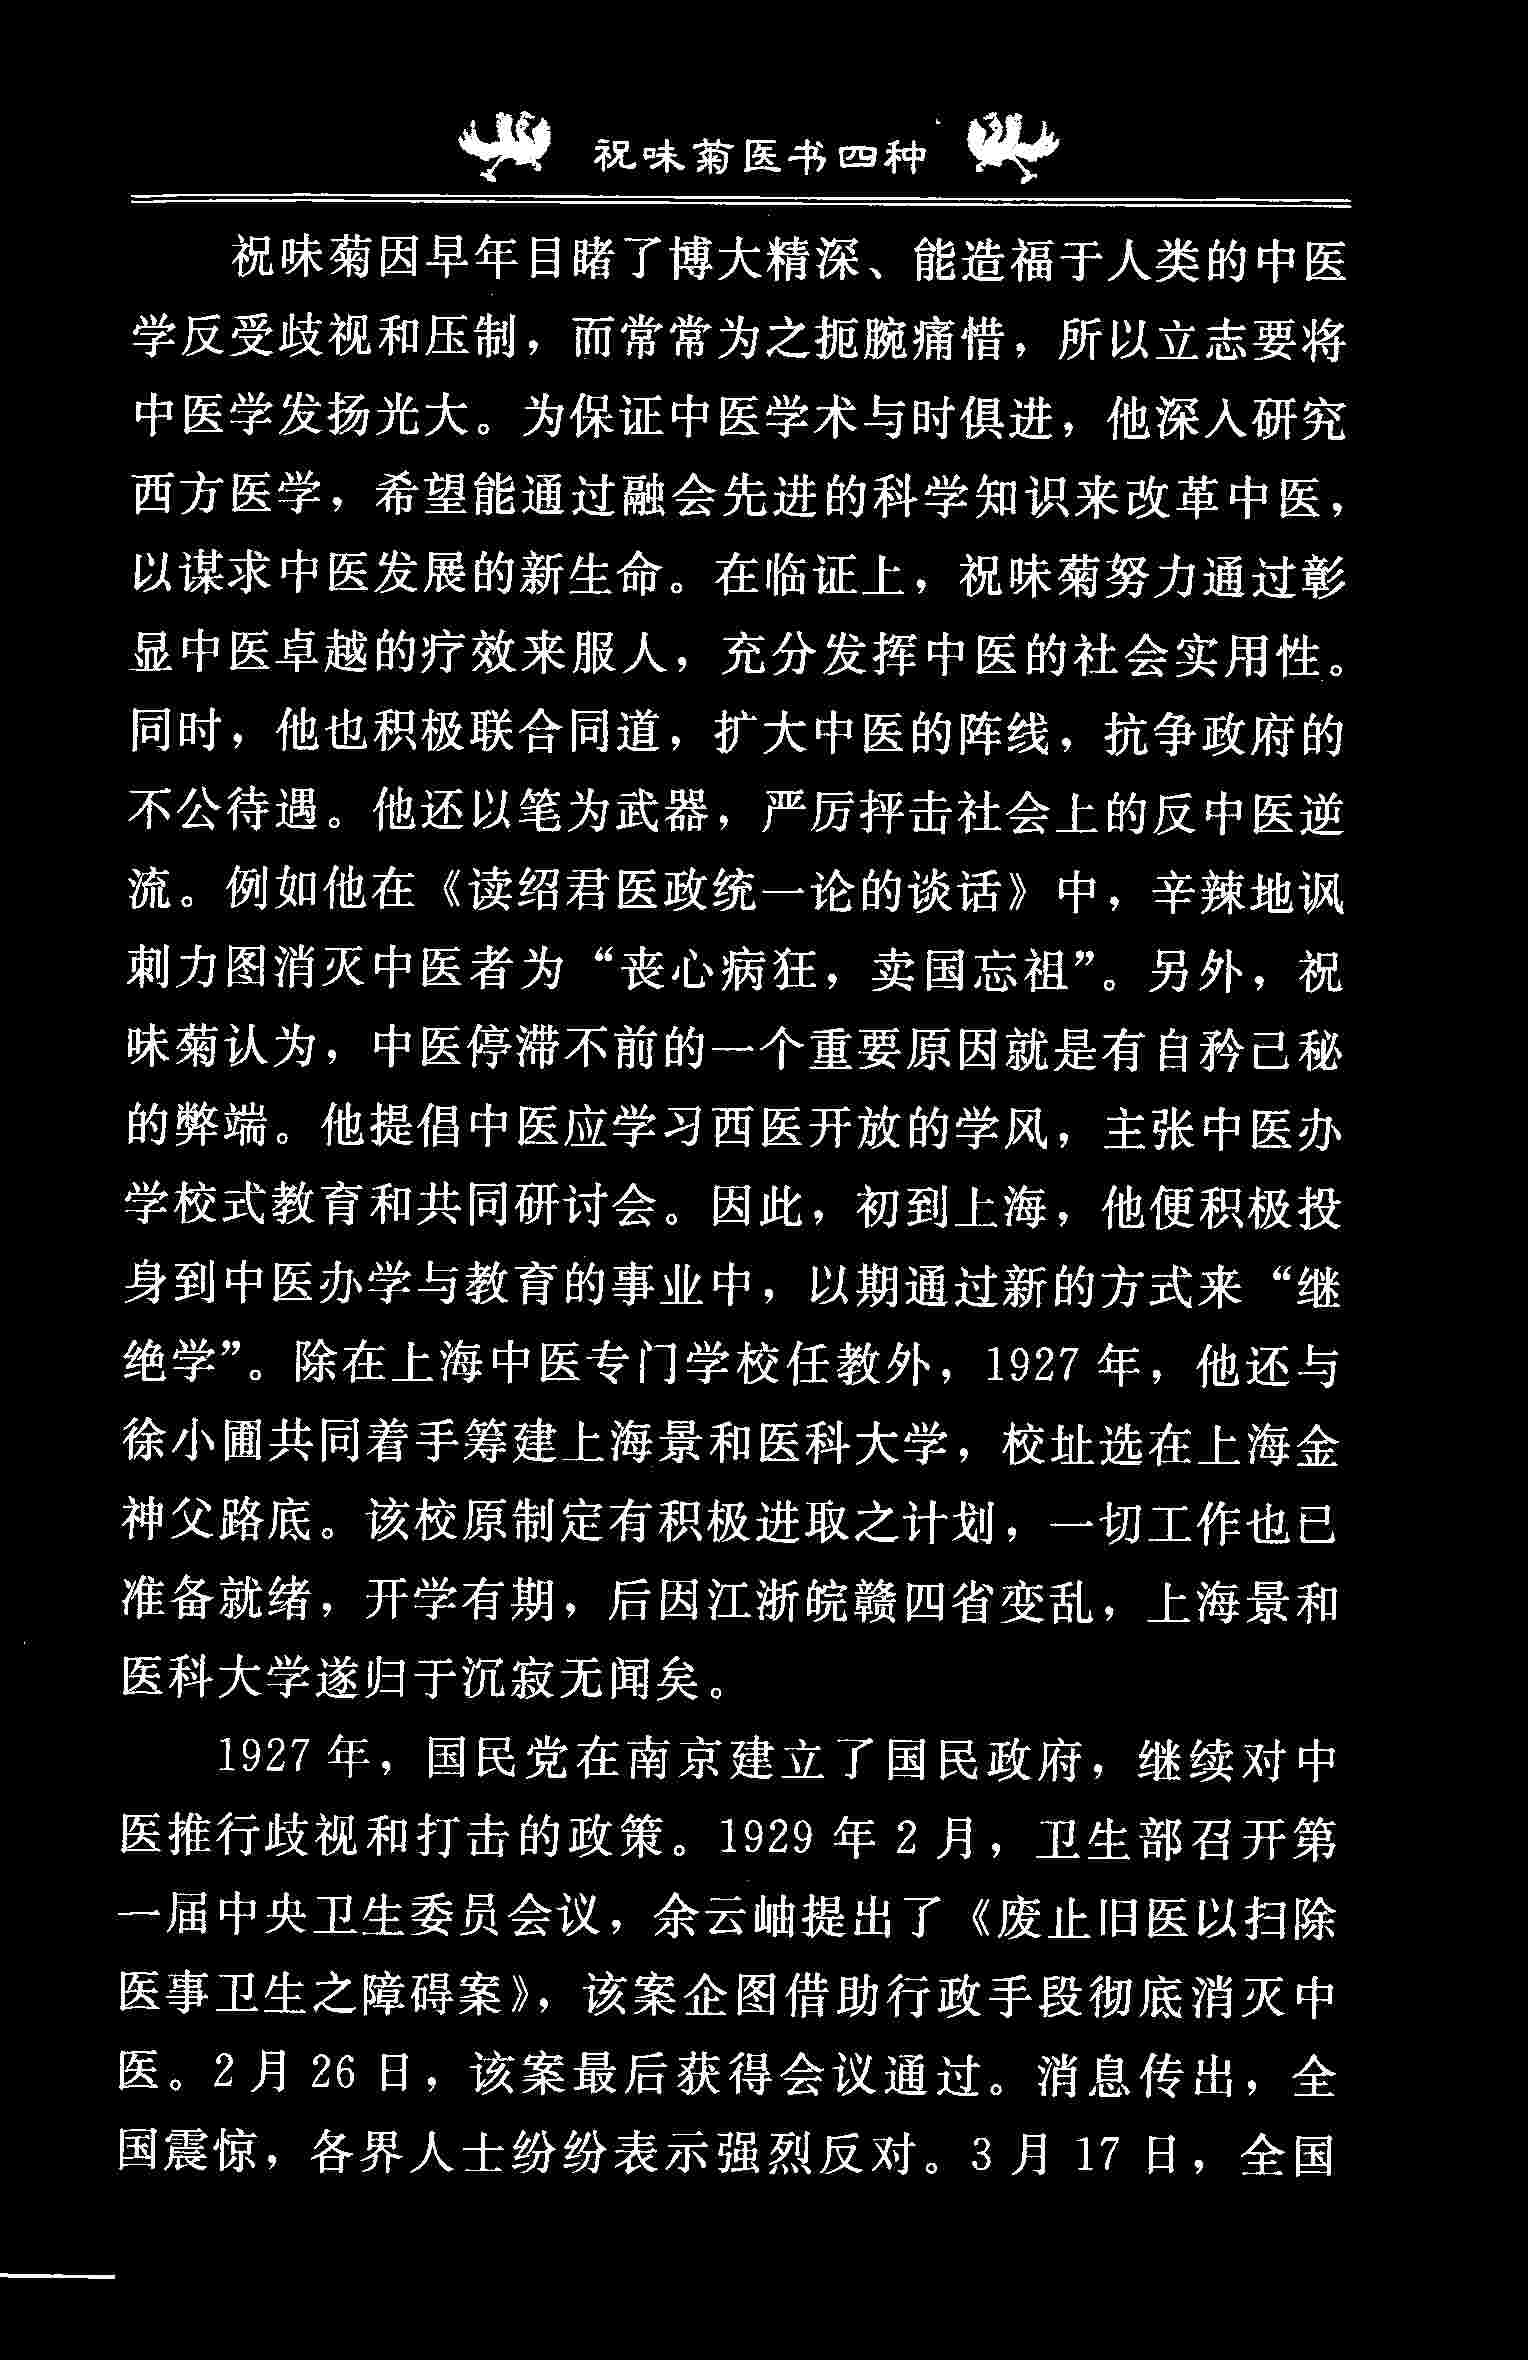 祝味菊医书四种
祝味菊因早年目睹了博大精深、能造福于人类的中医
学反受歧视和压制，而常常为之扼腕痛惜，所以立志要将
中医学发扬光大。为保证中医学术与时俱进，他深入研究
西方医学，希望能通过融会先进的科学知识来改革中医，
以谋求中医发展的新生命。在临证上，祝味菊努力通过彰
显中医卓越的疗效来服人，充分发挥中医的社会实用性。
同时，他也积极联合同道，扩大中医的阵线，抗争政府的
不公待遇。他还以笔为武器，严厉抨击社会上的反中医逆
流。例如他在《读绍君医政统一论的谈话》中，辛辣地讽
刺力图消灭中医者为“丧心病狂，卖国忘祖”。另外，祝
味菊认为，中医停滞不前的一个重要原因就是有自矜己秘
的弊端。他提倡中医应学习西医开放的学风，主张中医办
学校式教育和共同研讨会。因此，初到上海，他便积极投
身到中医办学与教育的事业中，以期通过新的方式来“继
绝学”。除在上海中医专门学校任教外，1927 年，他还与
徐小圃共同着手筹建上海景和医科大学，校址选在上海金
神父路底。该校原制定有积极进取之计划，一切工作也已
准备就绪，开学有期，后因江浙皖赣四省变乱，上海景和
医科大学遂归于沉寂无闻矣。
1927 年，国民党在南京建立了国民政府，继续对中
医推行歧视和打击的政策。1929 年 2 月，卫生部召开第
一届中央卫生委员会议，余云岫提出了《废止旧医以扫除
医事卫生之障碍案》，该案企图借助行政手段彻底消灭中
医。2 月 26 日，该案最后获得会议通过。消息传出，全
国震惊，各界人士纷纷表示强烈反对。3 月 17 日，全国